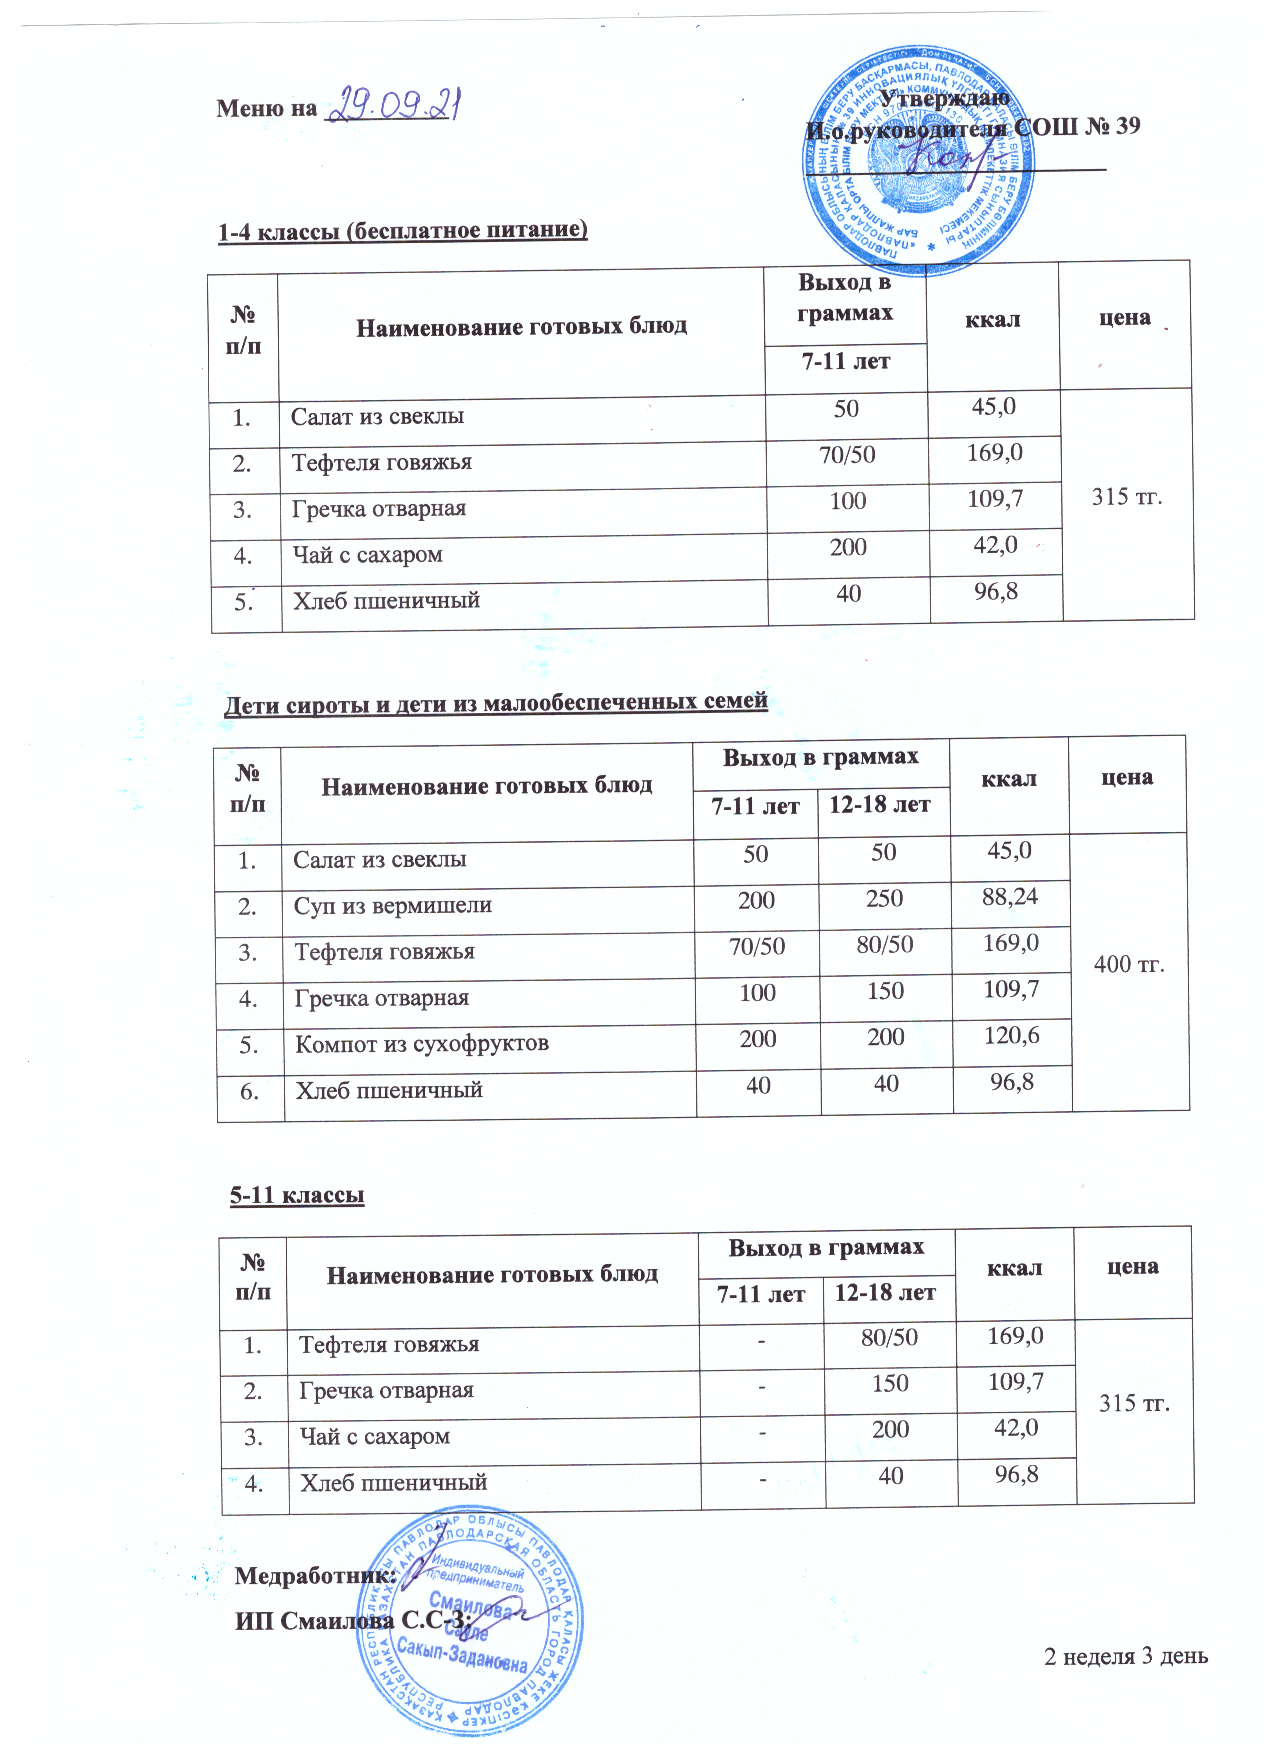 Меню на 29.09.21
Утверждаю
И.о.руководителя СОШ № 39
1-4 классы (бесплатное питание)
№ п/п Наименование готовых блюд Выход в граммах ккал цена
7-11 лет
1. Салат из свеклы 50 45,0
2. Тефтеля говяжья 70/50 169,0
3. Гречка отварная 100 109,7 315 тг.
4. Чай с сахаром 200 42,0
5. Хлеб пшеничный 40 96,8
Дети сироты и дети из малообеспеченных семей
№ п/п Наименование готовых блюд Выход в граммах ккал цена
7-11 лет 12-18 лет
1. Салат из свеклы 50 50 45,0
2. Суп из вермишели 200 250 88,24
3. Тефтеля говяжья 70/50 80/50 169,0 400 тг.
4. Гречка отварная 100 150 109,7
5. Компот из сухофруктов 200 200 120,6
6. Хлеб пшеничный 40 40 96,8
5-11 классы
№ п/п Наименование готовых блюд Выход в граммах ккал цена
7-11 лет 12-18 лет
1. Тефтеля говяжья - 80/50 169,0
2. Гречка отварная - 150 109,7 315 тг.
3. Чай с сахаром - 200 42,0
4. Хлеб пшеничный - 40 96,8
Медработник:
ИП Смаилова С.С-З:
Индивидуальный
предприниматель
Смаилова
Сауле
Сакып-Задановна
2 неделя 3 день